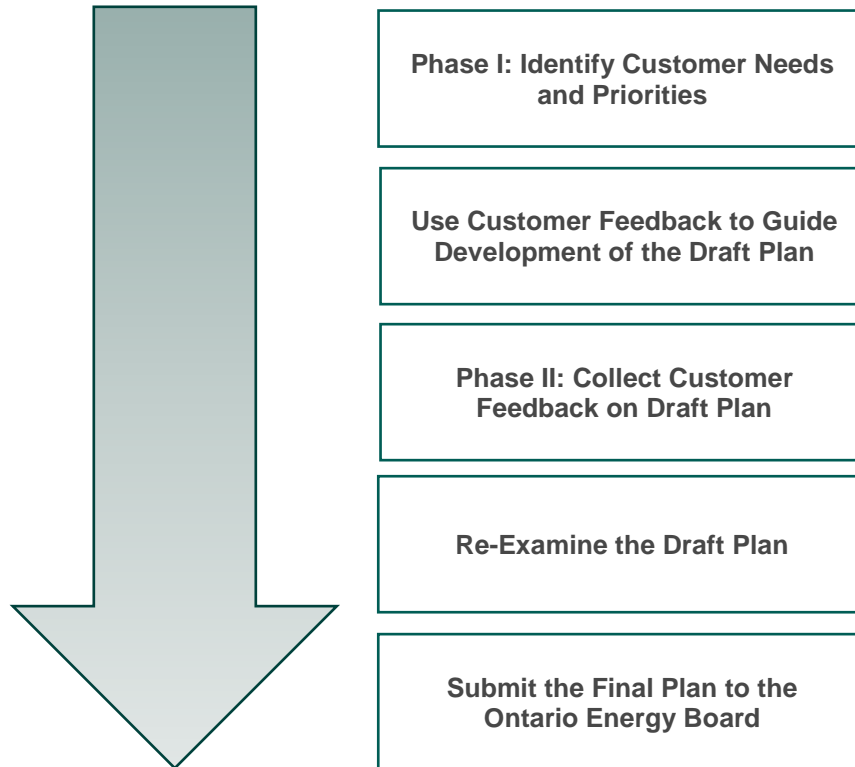 Phase I: Identify Customer Needs
and Priorities
Use Customer Feedback to Guide
Development of the Draft Plan
Phase II: Collect Customer
Feedback on Draft Plan
Re-Examine the Draft Plan
Submit the Final Plan to the
Ontario Energy Board